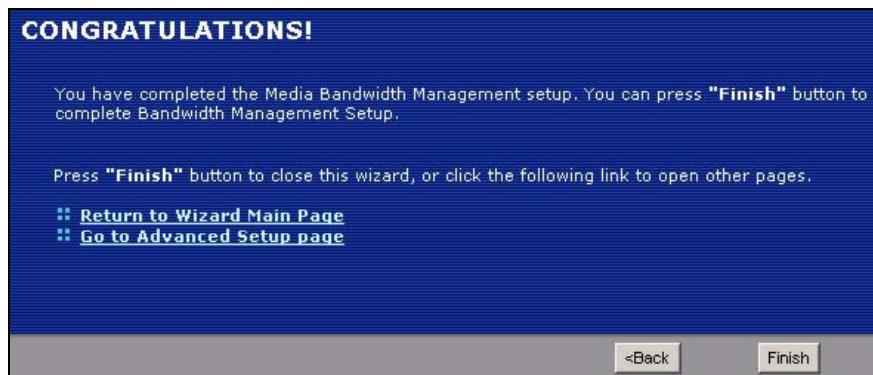 CONGRATULATIONS!
You have completed the Media Bandwidth Management setup. You can press "Finish" button to
complete Bandwidth Management Setup.
Press "Finish" button to close this wizard, or click the following link to open other pages.
Return to Wizard Main Page
Go to Advanced Setup page
<Back
Finish